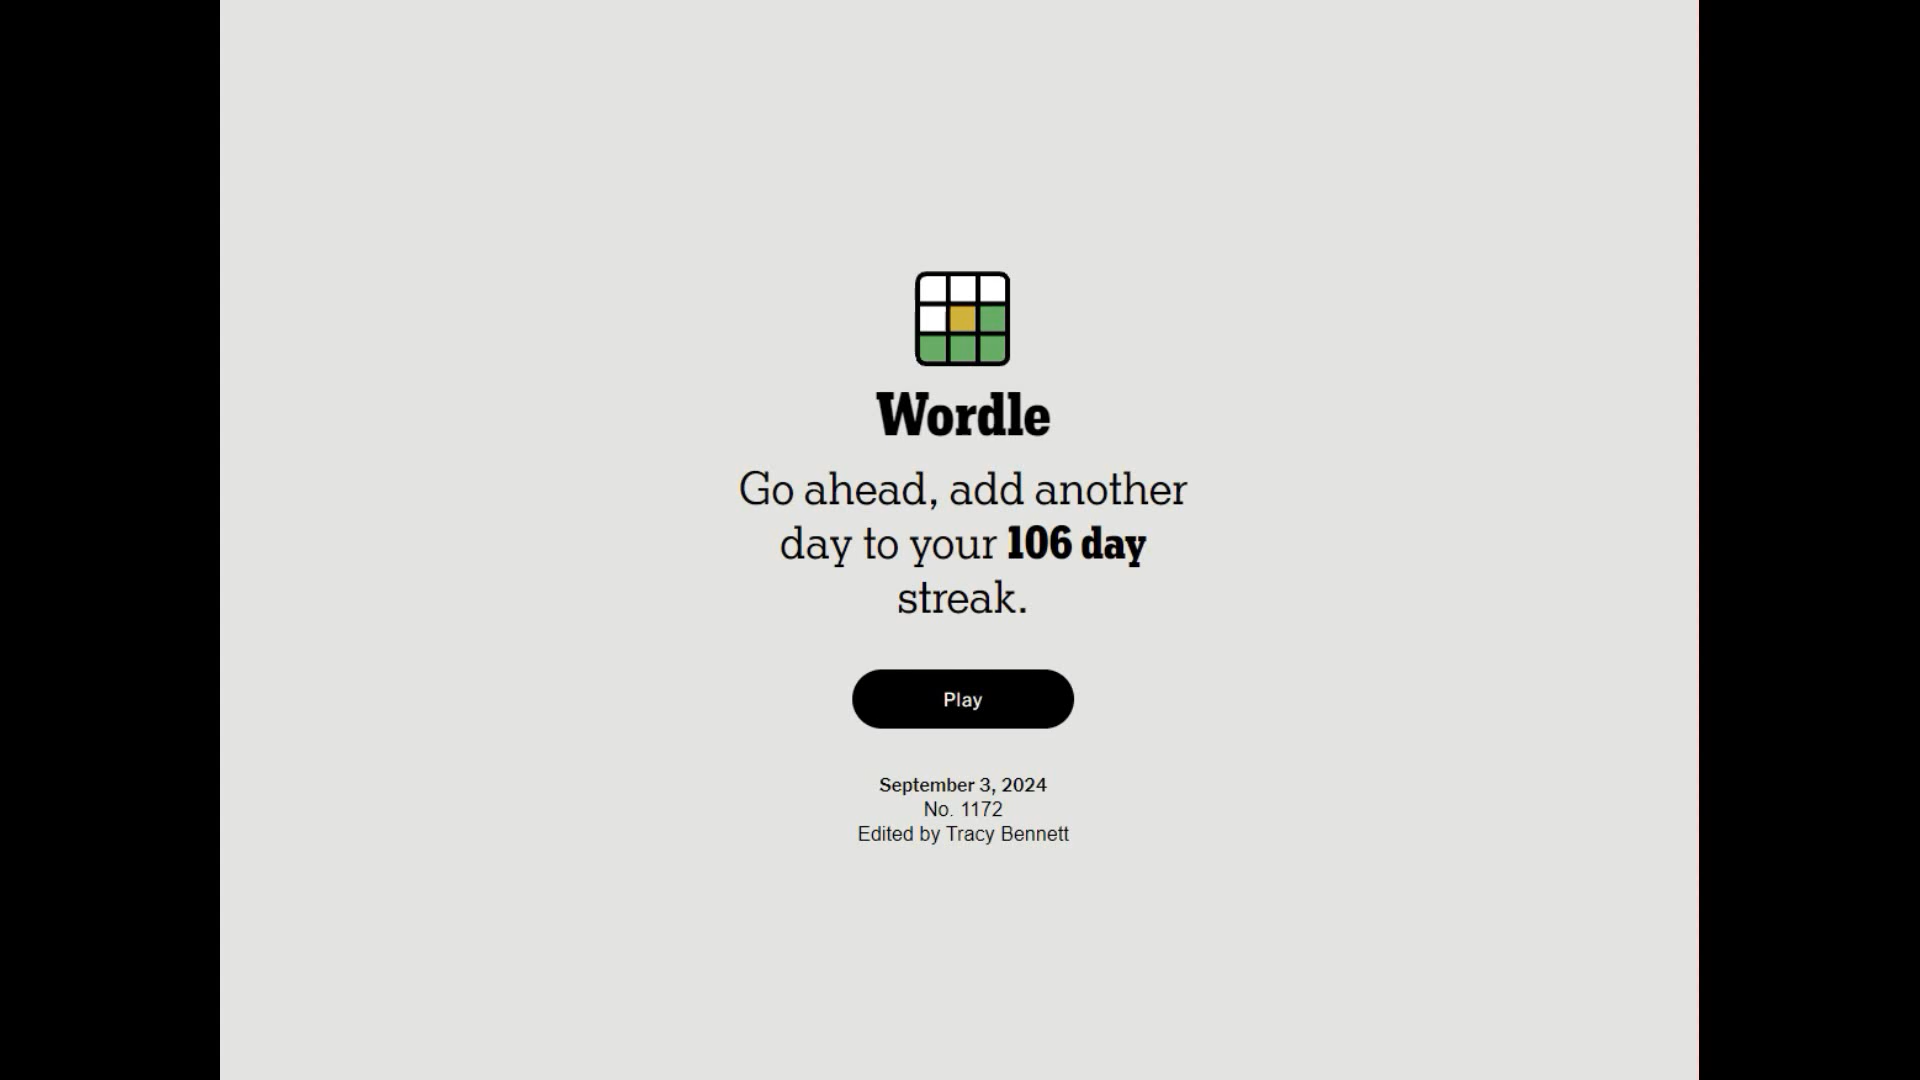 Wordle
Go ahead, add another
day to your 106 day
streak.
Play
September 3, 2024
No. 1172
Edited by Tracy Bennett